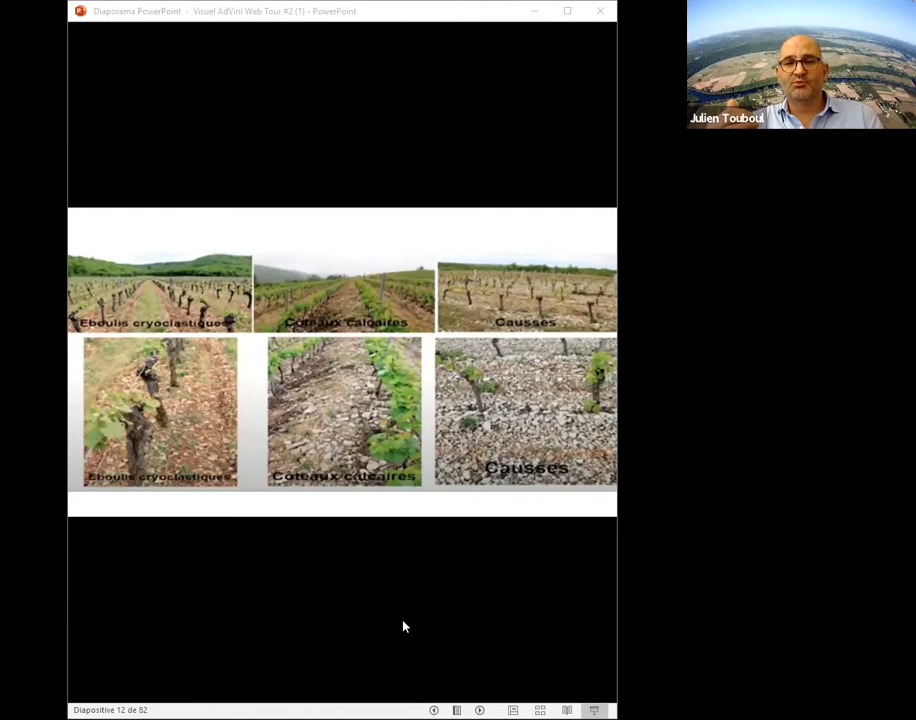 Diaporama PowerPoint - Visuel AdVini Web Tour #2 (1) - PowerPoint
Julien Touboul
Eboulis cryoclastiques
Coteaux calcaires
Causses
Eboulis cryoclastiques
Côteaux calcaires
Causses
Diapositive 12 de 82